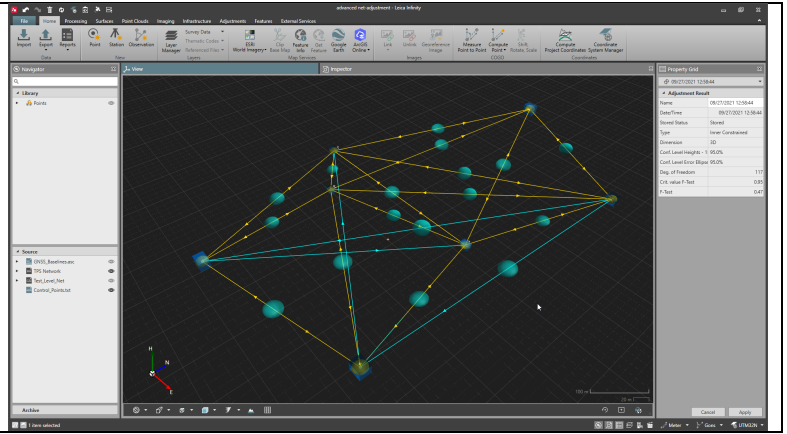 advanced net-adjustment - Leica Infinity
File Home Processing Surfaces Point Clouds Imaging Infrastructure Adjustments Features External Services
Import Export Reports Point Station Observation Layer Manager Survey Data Thematic Codes Referenced Files ESRI World Imagery Clip Base Map Feature Info Get Feature Google Earth ArcGIS Online Link Unlink Georeference Image Measure Point to Point Compute COGO Shift Rotate, Scale Compute Project Coordinates Coordinate System Manager
Data New Layers Map Services Images COGO Coordinates
Navigator
View
Inspector
Property Grid
Library
Points
Source
GNSS_Baselines.asc
TPS Network
Test_Level_Net
Control_Points.txt
Archive
H
N
E
100 m
20 m
09/27/2021 12:58:44
Adjustment Result
Name 09/27/2021 12:58:44
Date/Time 09/27/2021 12:58:44
Stored Status Stored
Type Inner Constrained
Dimension 3D
Conf. Level Heights - 1 95.0%
Conf. Level Error Ellipse 95.0%
Deg. of Freedom 117
Crit. value F-Test 0.95
F-Test 0.47
Cancel Apply
1 item selected
Meter Gons UTM32N